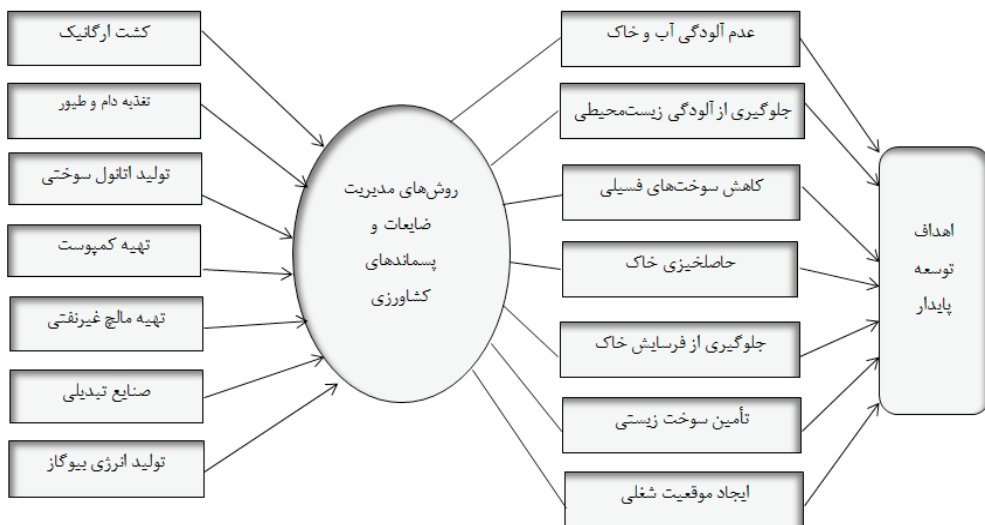 کشت ارگانیک
تغذیه دام و طیور
تولید اتانول سوختی
تهیه کمپوست
تهیه مالچ غیرنفتی
صنایع تبدیلی
تولید انرژی بیوگاز
روش‌های مدیریت
ضایعات و
پسماندهای
کشاورزی
عدم آلودگی آب و خاک
جلوگیری از آلودگی زیست‌محیطی
کاهش سوخت‌های فسیلی
حاصلخیزی خاک
جلوگیری از فرسایش خاک
تأمین سوخت زیستی
ایجاد موقعیت شغلی
اهداف
توسعه
پایدار